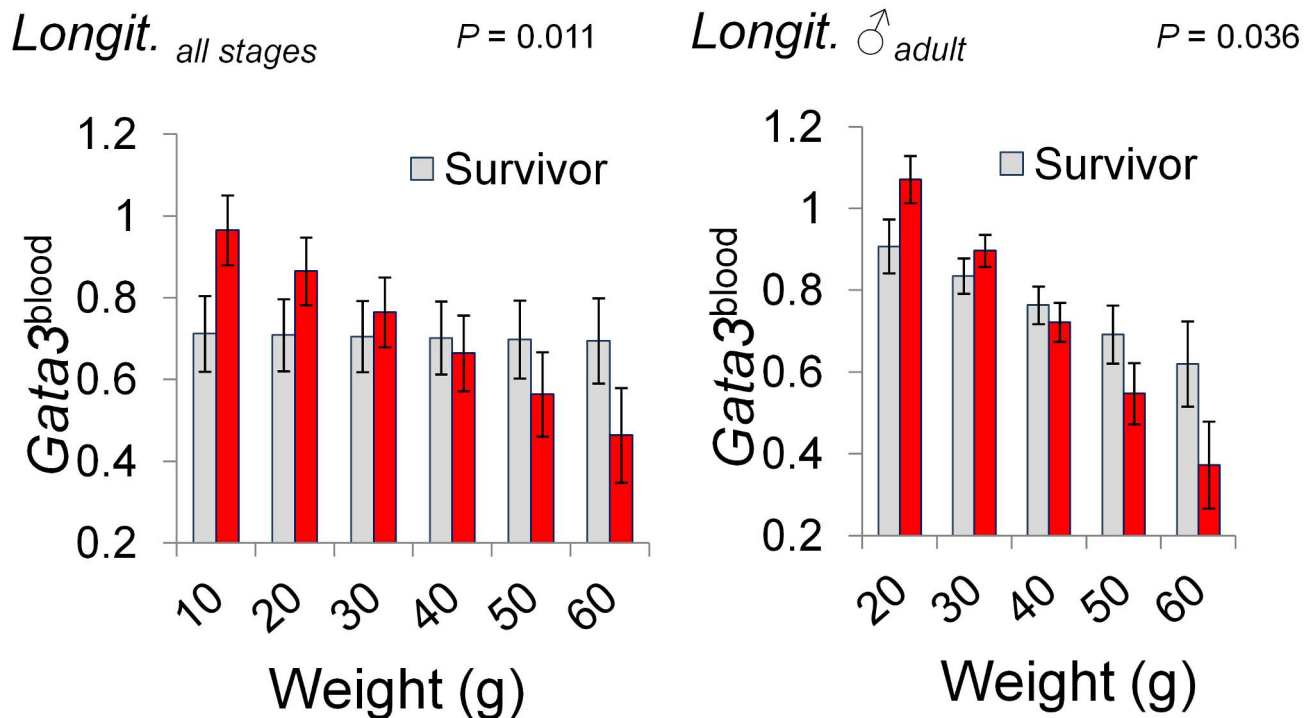 Longit. all stages P = 0.011
1.2
1
0.8
0.6
0.4
0.2
Gata3blood
Survivor
10 20 30 40 50 60
Weight (g)
Longit. ♂ adult P = 0.036
1.2
1
0.8
0.6
0.4
0.2
Gata3blood
Survivor
20 30 40 50 60
Weight (g)